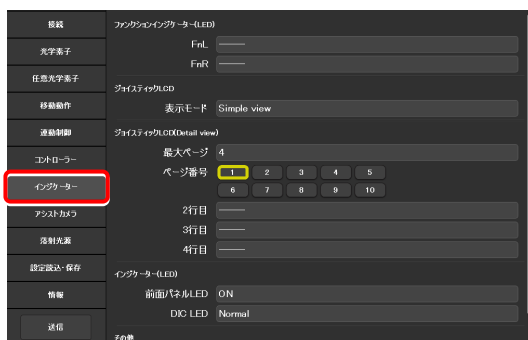 接続
光学素子
任意光学素子
移動動作
連動制御
コントローラー
インジケーター
アシストカメラ
落射光源
設定読込・保存
情報
送信
ファンクションインジケーター(LED)
FnL ――
FnR ――
ジョイスティックLCD
表示モード Simple view
ジョイスティックLCD(Detail view)
最大ページ 4
ページ番号 1 2 3 4 5
6 7 8 9 10
2行目 ――
3行目 ――
4行目 ――
インジケーター(LED)
前面パネルLED ON
DIC LED Normal
その他